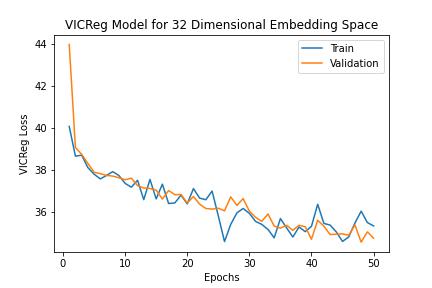 VICReg Model for 32 Dimensional Embedding Space
44
42
40
38
36
VICReg Loss
Train
Validation
0
10
20
30
40
50
Epochs